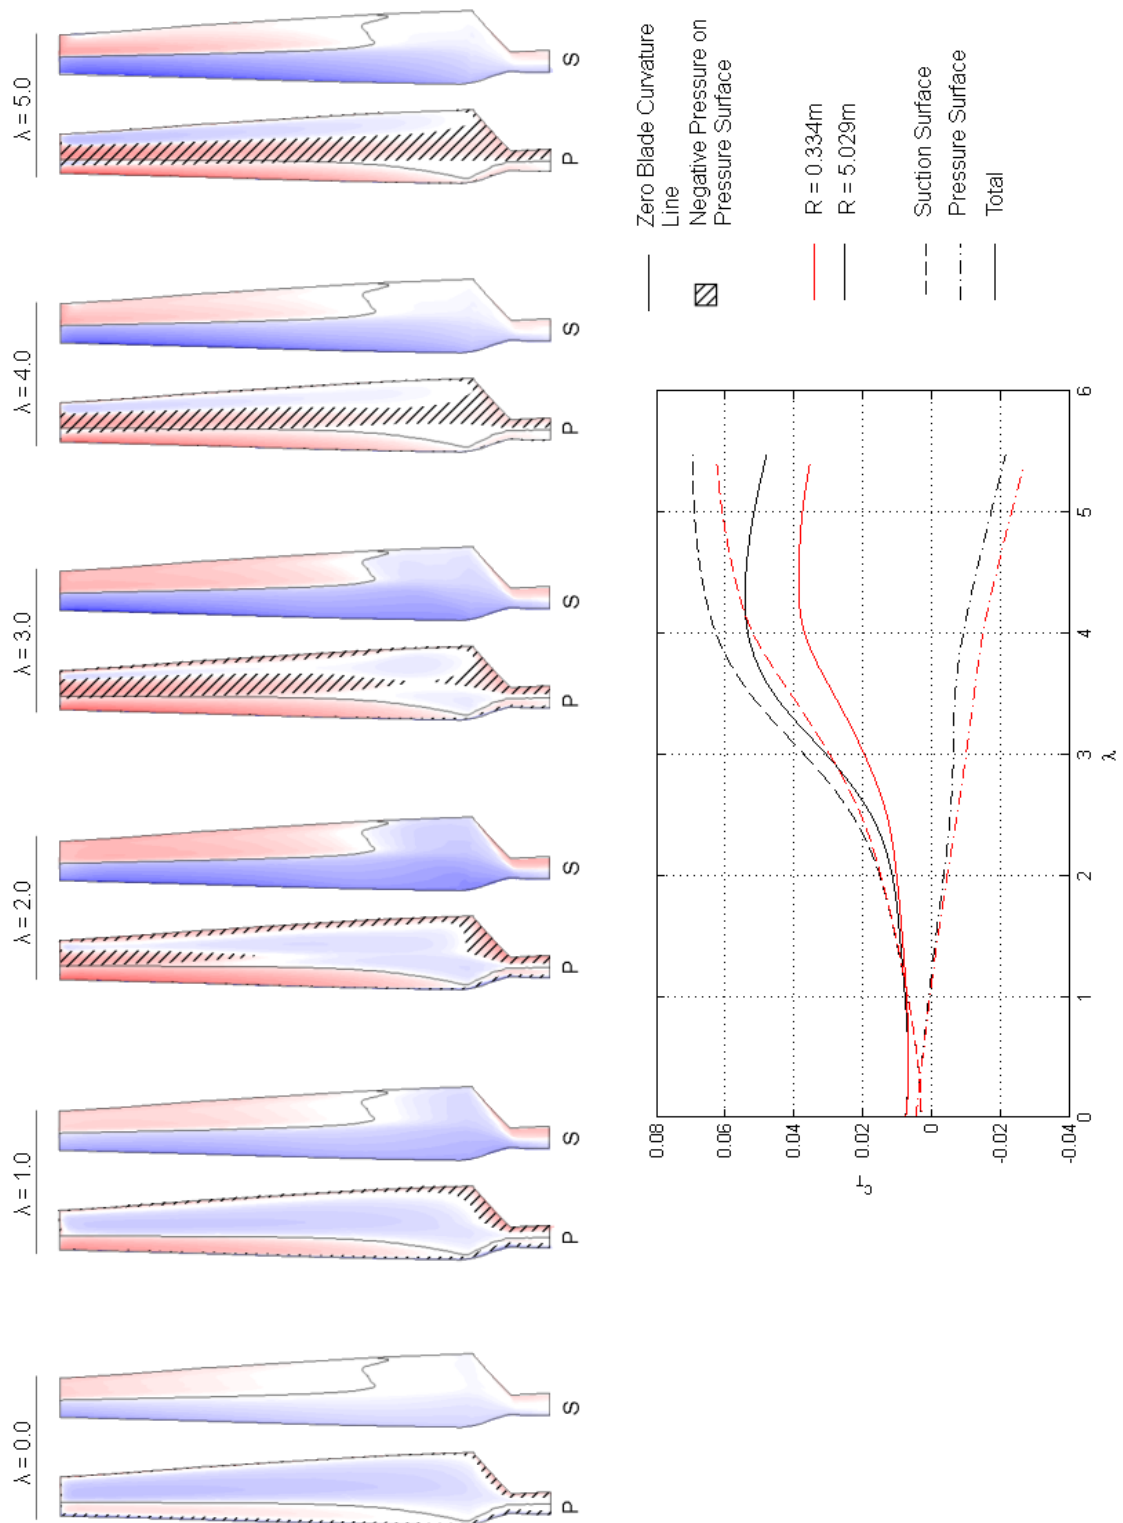 λ = 0.0
λ = 1.0
λ = 2.0
λ = 3.0
λ = 4.0
λ = 5.0
P
S
P
S
P
S
P
S
P
S
P
S
0.08
0.06
0.04
0.02
0
-0.02
-0.04
C_T
0
1
2
3
4
5
6
λ
Zero Blade Curvature
Line
Negative Pressure on
Pressure Surface
R = 0.334m
R = 5.029m
Suction Surface
Pressure Surface
Total